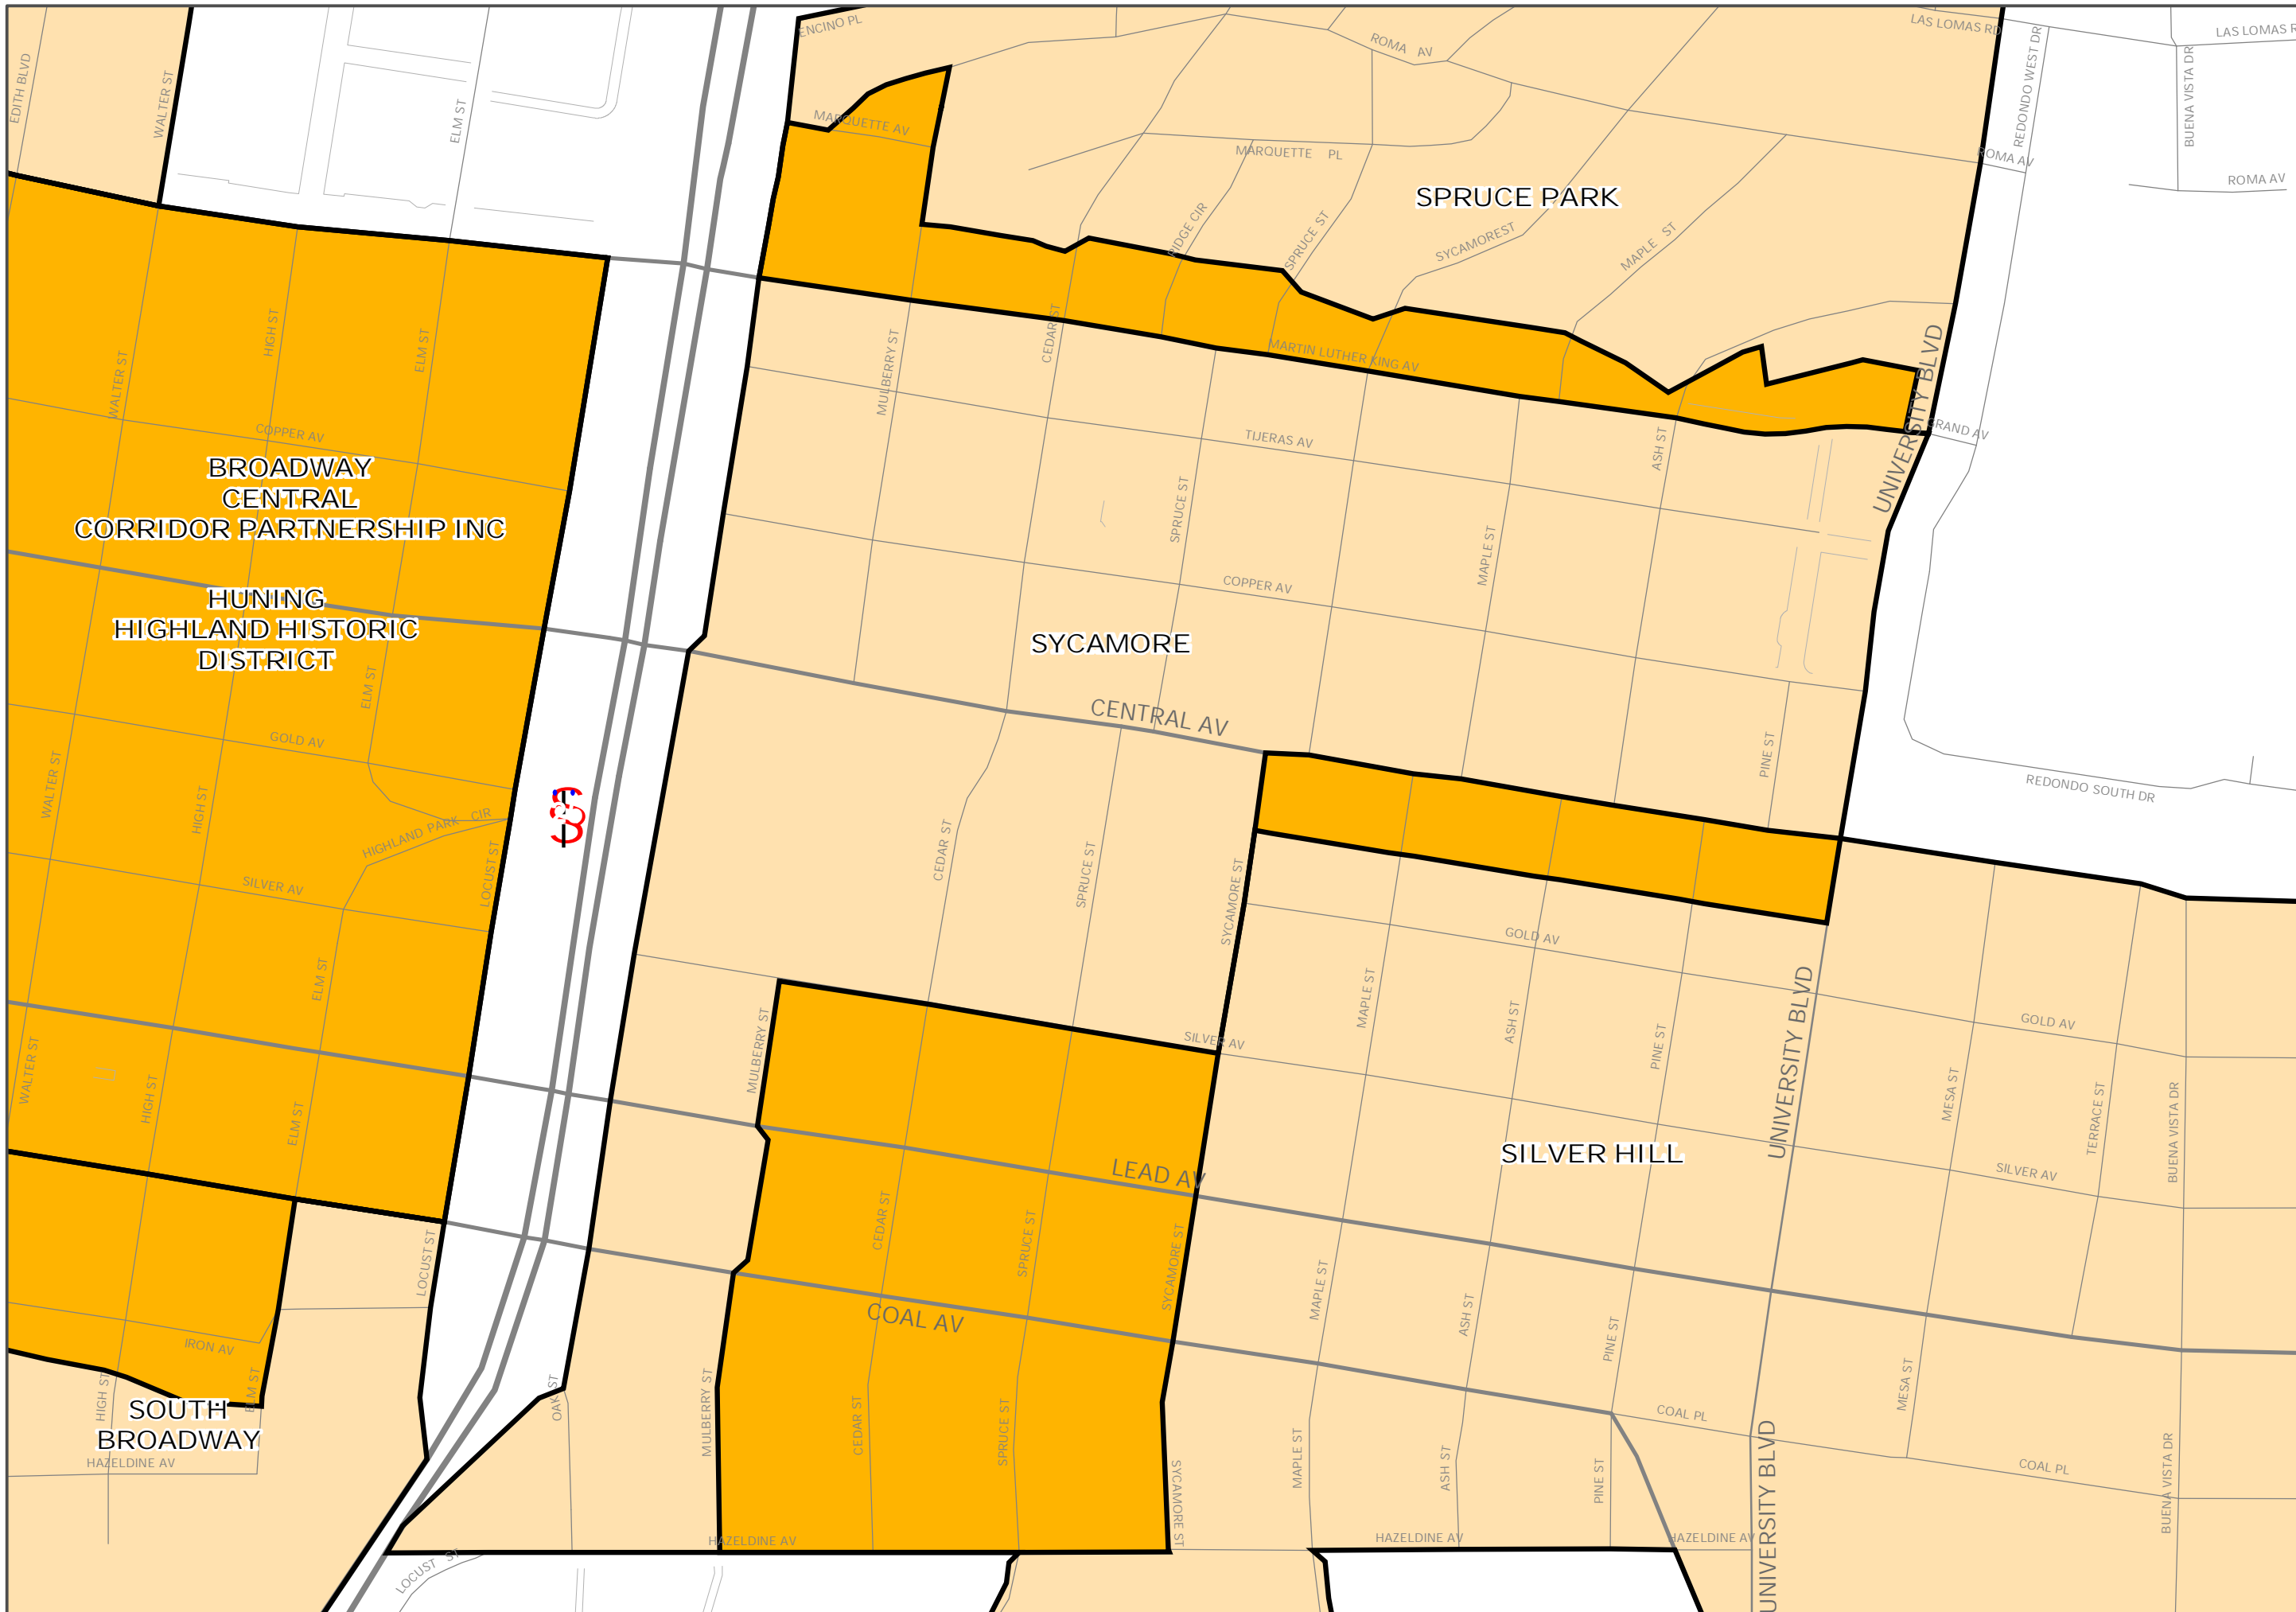 ENCINO PL
ROMA AV
LAS LOMAS RD
LAS LOMAS R
EDITH BLVD
WALTER ST
ELM ST
MARQUETTE AV
MARQUETTE PL
REDONDO WEST DR
BUENA VISTA DR
ROMA AV
ROMA AV
SPRUCE PARK
RIDGE CIR
SPRUCE ST
SYCAMOREST
MAPLE ST
WALTER ST
HIGH ST
ELM ST
MULBERRY ST
CEDAR ST
MARTIN LUTHER KING AV
UNIVERSITY BLVD
GRAND AV
COPPER AV
TIJERAS AV
ASH ST
BROADWAY
CENTRAL
CORRIDOR PARTNERSHIP INC
SPRUCE ST
MAPLE ST
COPPER AV
HUNING
HIGHLAND HISTORIC
DISTRICT
SYCAMORE
ELM ST
CENTRAL AV
GOLD AV
PINE ST
WALTER ST
HIGH ST
HIGHLAND PARK CIR
REDONDO SOUTH DR
LOCUST ST
CEDAR ST
SPRUCE ST
SYCAMORE ST
SILVER AV
GOLD AV
ELM ST
MAPLE ST
ASH ST
PINE ST
UNIVERSITY BLVD
GOLD AV
WALTER ST
HIGH ST
ELM ST
MULBERRY ST
SILVER AV
MESA ST
TERRACE ST
BUENA VISTA DR
SILVER HILL
LEAD AV
SILVER AV
LOCUST ST
CEDAR ST
SPRUCE ST
SYCAMORE ST
MAPLE ST
ASH ST
PINE ST
COAL AV
IRON AV
HIGH ST
ELM ST
OAK ST
MULBERRY ST
CEDAR ST
SPRUCE ST
MESA ST
COAL PL
SOUTH
BROADWAY
HAZELDINE AV
SYCAMORE ST
MAPLE ST
ASH ST
PINE ST
UNIVERSITY BLVD
COAL PL
BUENA VISTA DR
HAZELDINE AV
HAZELDINE AV
HAZELDINE AV
LOCUST ST